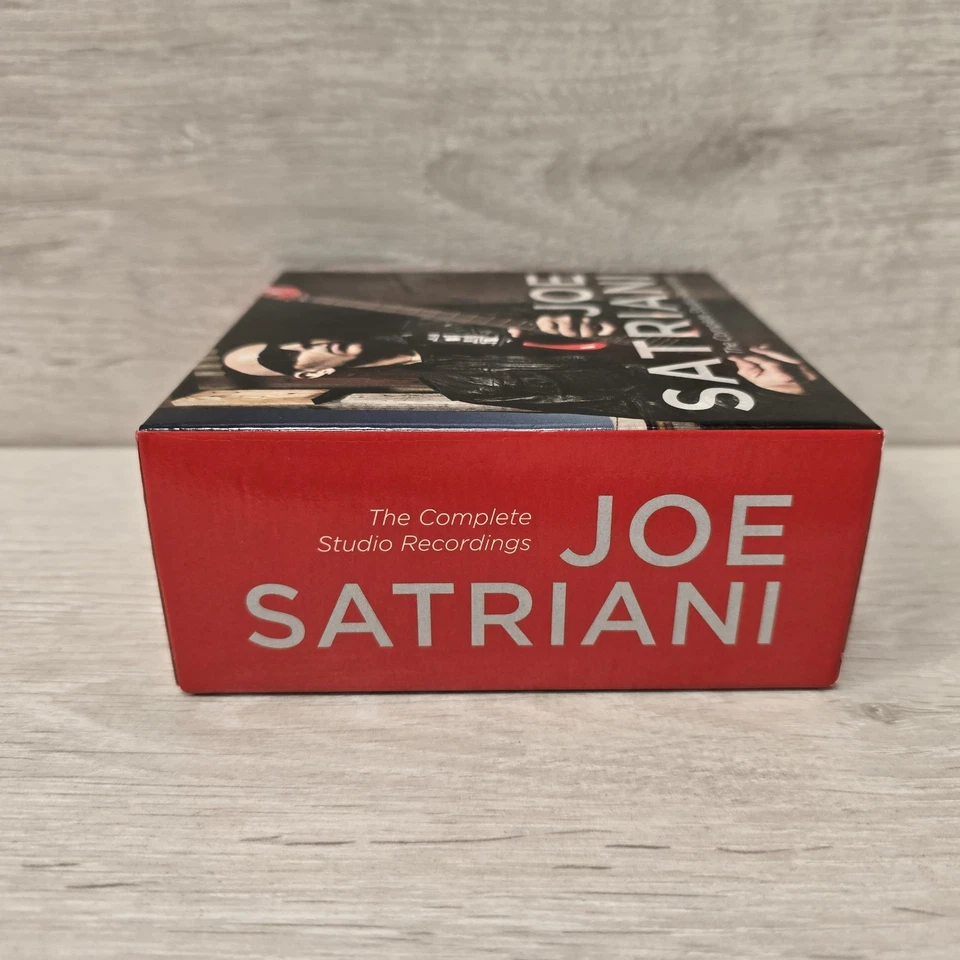 JOE
SATRIANI
The Complete
Studio Recordings
JOE
SATRIANI